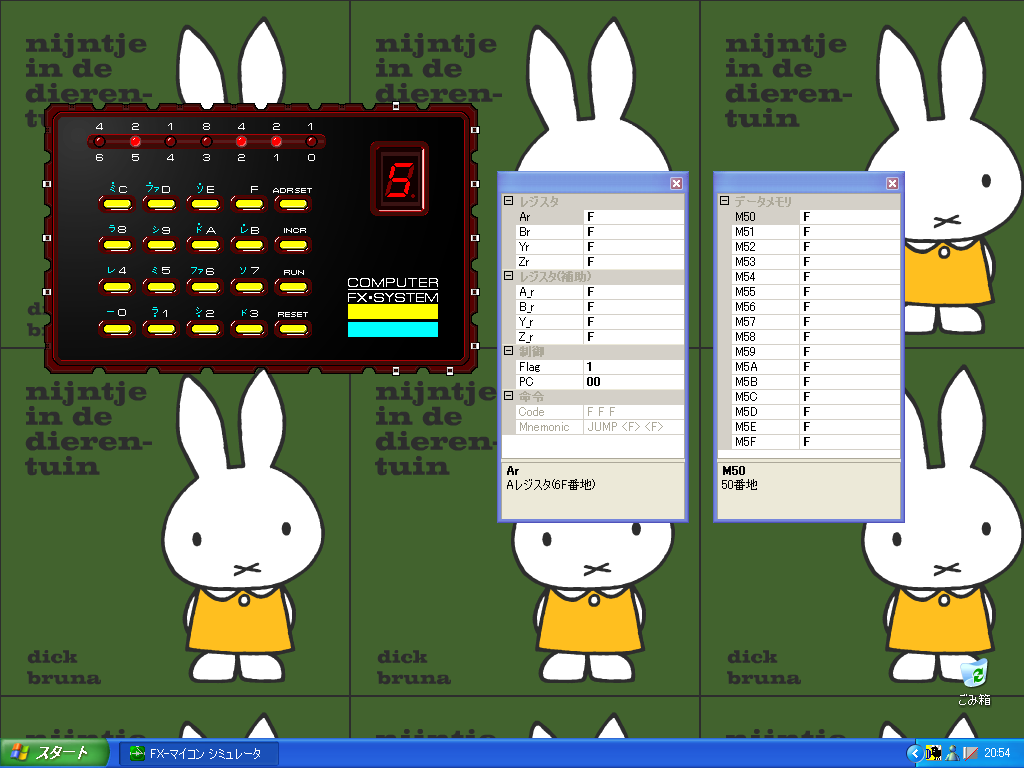 nijntje
in de
dieren-
tuin
nijntje
in de
dieren-
tuin
nijntje
in de
dieren-
tuin
4 2 1 8 4 2 1
6 5 4 3 2 1 0
5.
ミC ファD ソE F ADR SET
ラ8 シ9 ドA レB INCR
レ4 ミ5 ファ6 ソ7 RUN
ー0 ラ1 シ2 ド3 RESET
COMPUTER
FX・SYSTEM
レジスタ
Ar F
Br F
Yr F
Zr F
レジスタ(補助)
A_r F
B_r F
Y_r F
Z_r F
制御
Flag 1
PC 00
命令
Code F F F
Mnemonic JUMP <F> <F>
Ar
Aレジスタ(6F番地)
データメモリ
M50 F
M51 F
M52 F
M53 F
M54 F
M55 F
M56 F
M57 F
M58 F
M59 F
M5A F
M5B F
M5C F
M5D F
M5E F
M5F F
M50
50番地
nijntje
in de
dieren-
tuin
nijntje
in de
dieren-
tuin
dick
bruna
dick
bruna
dick
bruna
ごみ箱
スタート
FX-マイコン シミュレータ
20:54